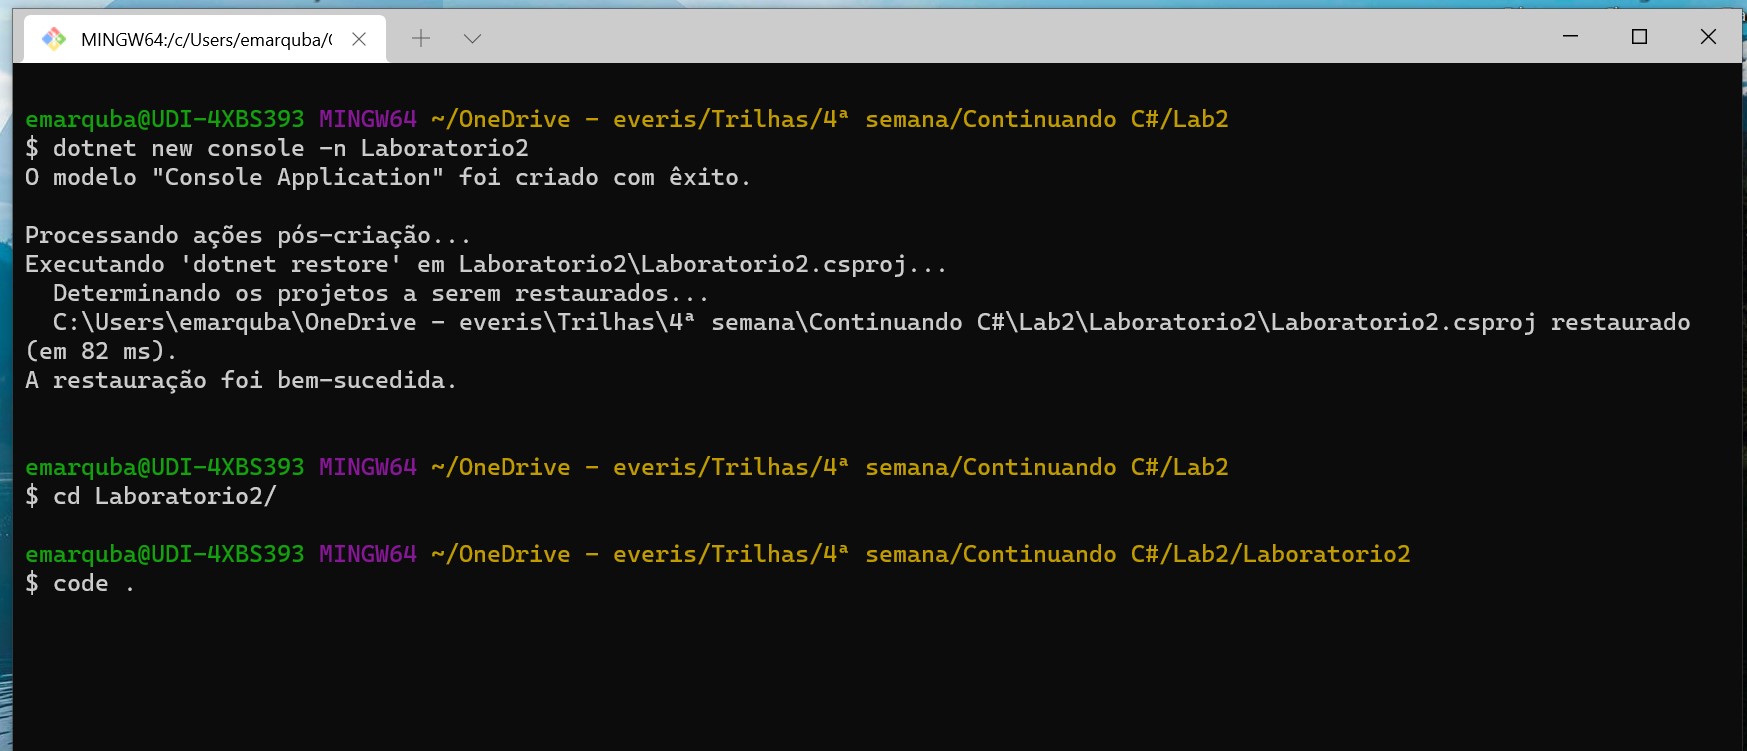 MINGW64:/c/Users/emarquba/
emarquba@UDI-4XBS393 MINGW64 ~/OneDrive - everis/Trilhas/4ª semana/Continuando C#/Lab2
$ dotnet new console -n Laboratorio2
O modelo "Console Application" foi criado com êxito.
Processando ações pós-criação...
Executando 'dotnet restore' em Laboratorio2\Laboratorio2.csproj...
Determinando os projetos a serem restaurados...
C:\Users\emarquba\OneDrive - everis\Trilhas\4ª semana\Continuando C#\Lab2\Laboratorio2\Laboratorio2.csproj restaurado
(em 82 ms).
A restauração foi bem-sucedida.
emarquba@UDI-4XBS393 MINGW64 ~/OneDrive - everis/Trilhas/4ª semana/Continuando C#/Lab2
$ cd Laboratorio2/
emarquba@UDI-4XBS393 MINGW64 ~/OneDrive - everis/Trilhas/4ª semana/Continuando C#/Lab2/Laboratorio2
$ code .